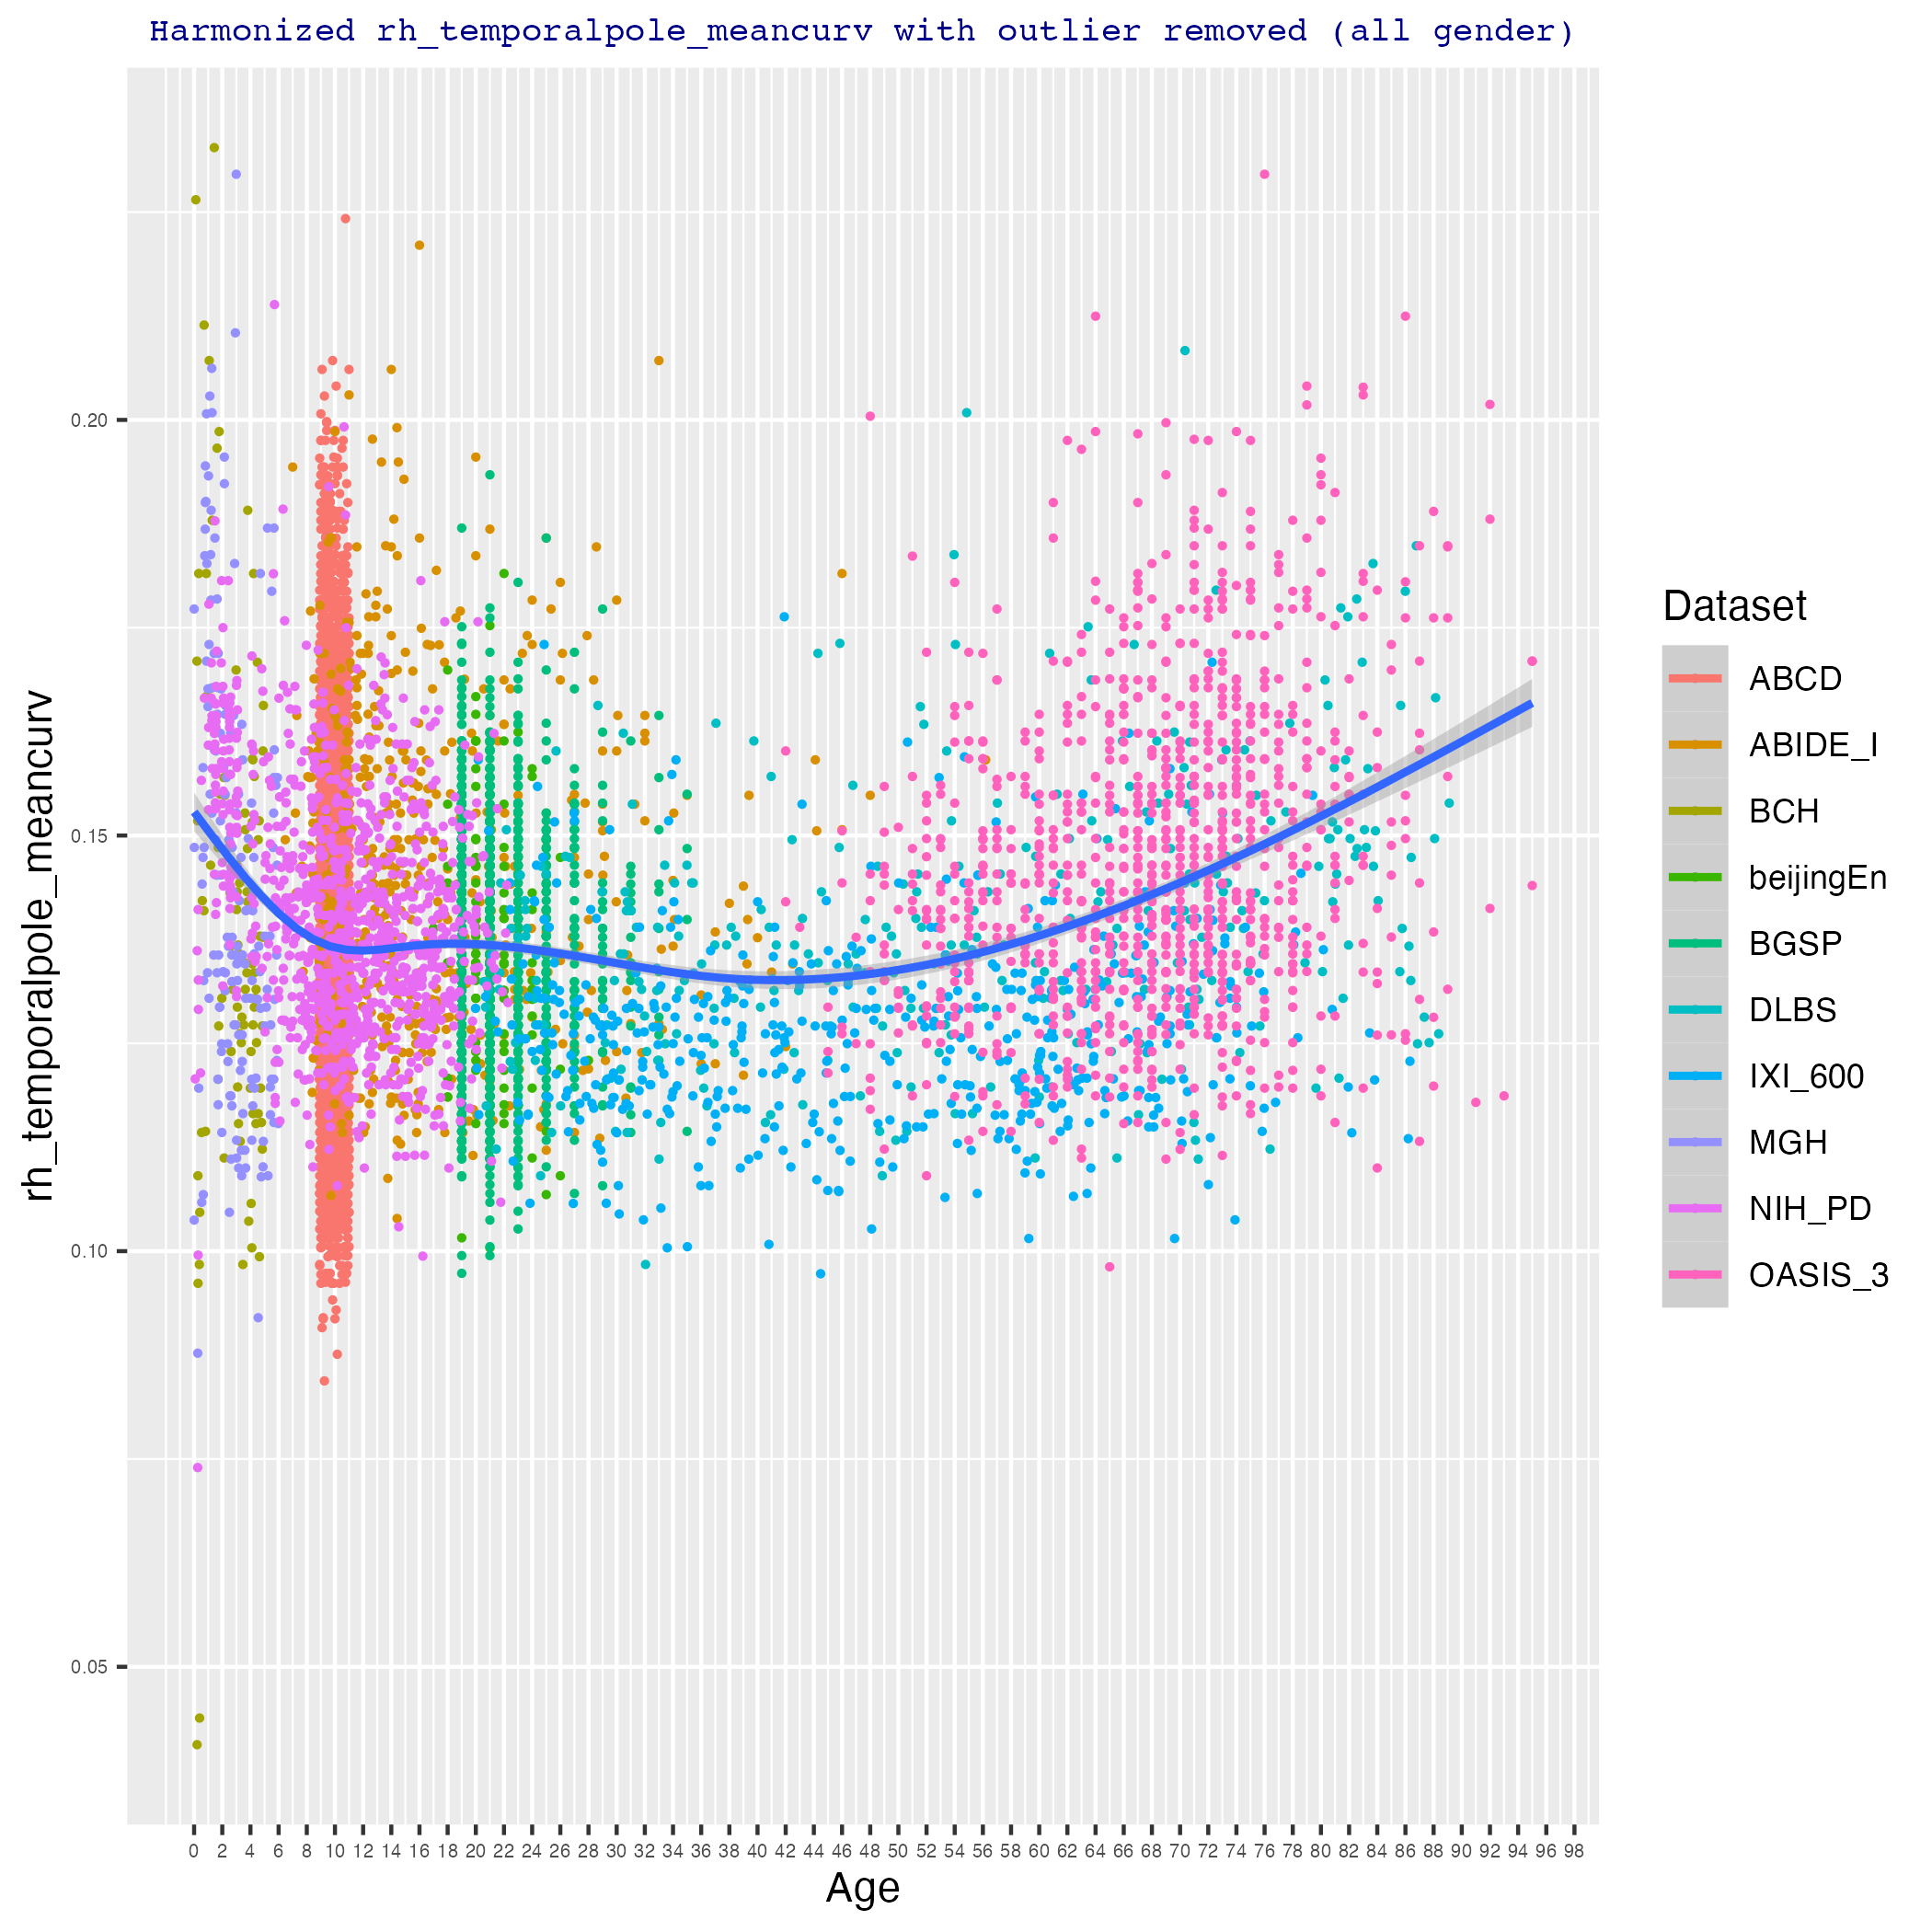 Harmonized rh_temporalpole_meancurv with outlier removed (all gender)
rh_temporalpole_meancurv
0.20
0.15
0.10
0.05
0 2 4 6 8 10 12 14 16 18 20 22 24 26 28 30 32 34 36 38 40 42 44 46 48 50 52 54 56 58 60 62 64 66 68 70 72 74 76 78 80 82 84 86 88 90 92 94 96 98
Age
Dataset
ABCD
ABIDE_I
BCH
beijingEn
BGSP
DLBS
IXI_600
MGH
NIH_PD
OASIS_3